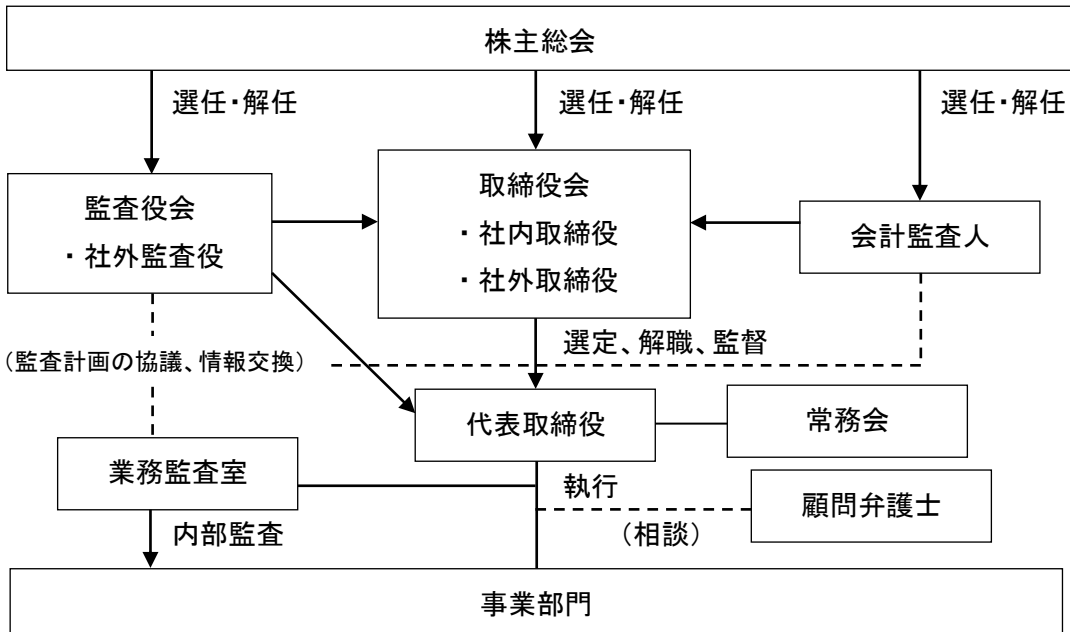 株主総会
選任・解任
選任・解任
選任・解任
監査役会
・社外監査役
取締役会
・社内取締役
・社外取締役
会計監査人
選定、解職、監督
（監査計画の協議、情報交換）
代表取締役
常務会
業務監査室
執行
顧問弁護士
内部監査
（相談）
事業部門